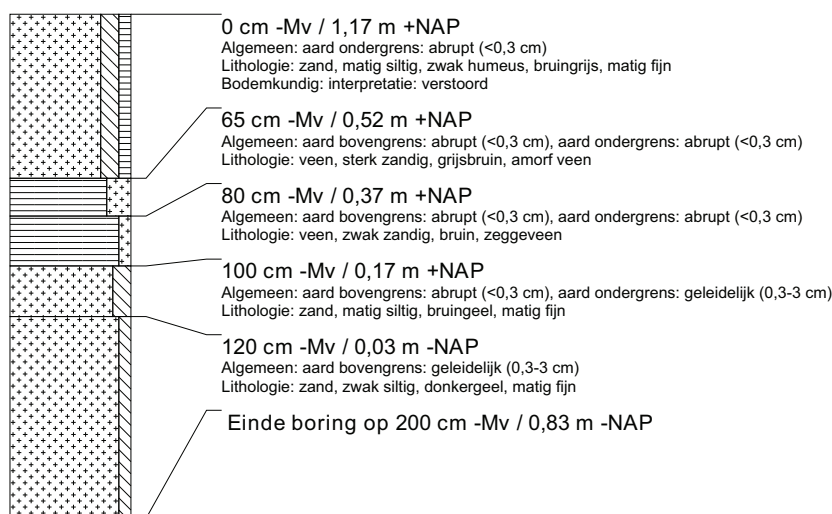 0 cm -Mv / 1,17 m +NAP
Algemeen: aard ondergrens: abrupt (<0,3 cm)
Lithologie: zand, matig siltig, zwak humeus, bruingrijs, matig fijn
Bodemkundig: interpretatie: verstoord
65 cm -Mv / 0,52 m +NAP
Algemeen: aard bovengrens: abrupt (<0,3 cm), aard ondergrens: abrupt (<0,3 cm)
Lithologie: veen, sterk zandig, grijsbruin, amorf veen
80 cm -Mv / 0,37 m +NAP
Algemeen: aard bovengrens: abrupt (<0,3 cm), aard ondergrens: abrupt (<0,3 cm)
Lithologie: veen, zwak zandig, bruin, zeggeveen
100 cm -Mv / 0,17 m +NAP
Algemeen: aard bovengrens: abrupt (<0,3 cm), aard ondergrens: geleidelijk (0,3-3 cm)
Lithologie: zand, matig siltig, bruingeel, matig fijn
120 cm -Mv / 0,03 m -NAP
Algemeen: aard bovengrens: geleidelijk (0,3-3 cm)
Lithologie: zand, zwak siltig, donkergeel, matig fijn
Einde boring op 200 cm -Mv / 0,83 m -NAP